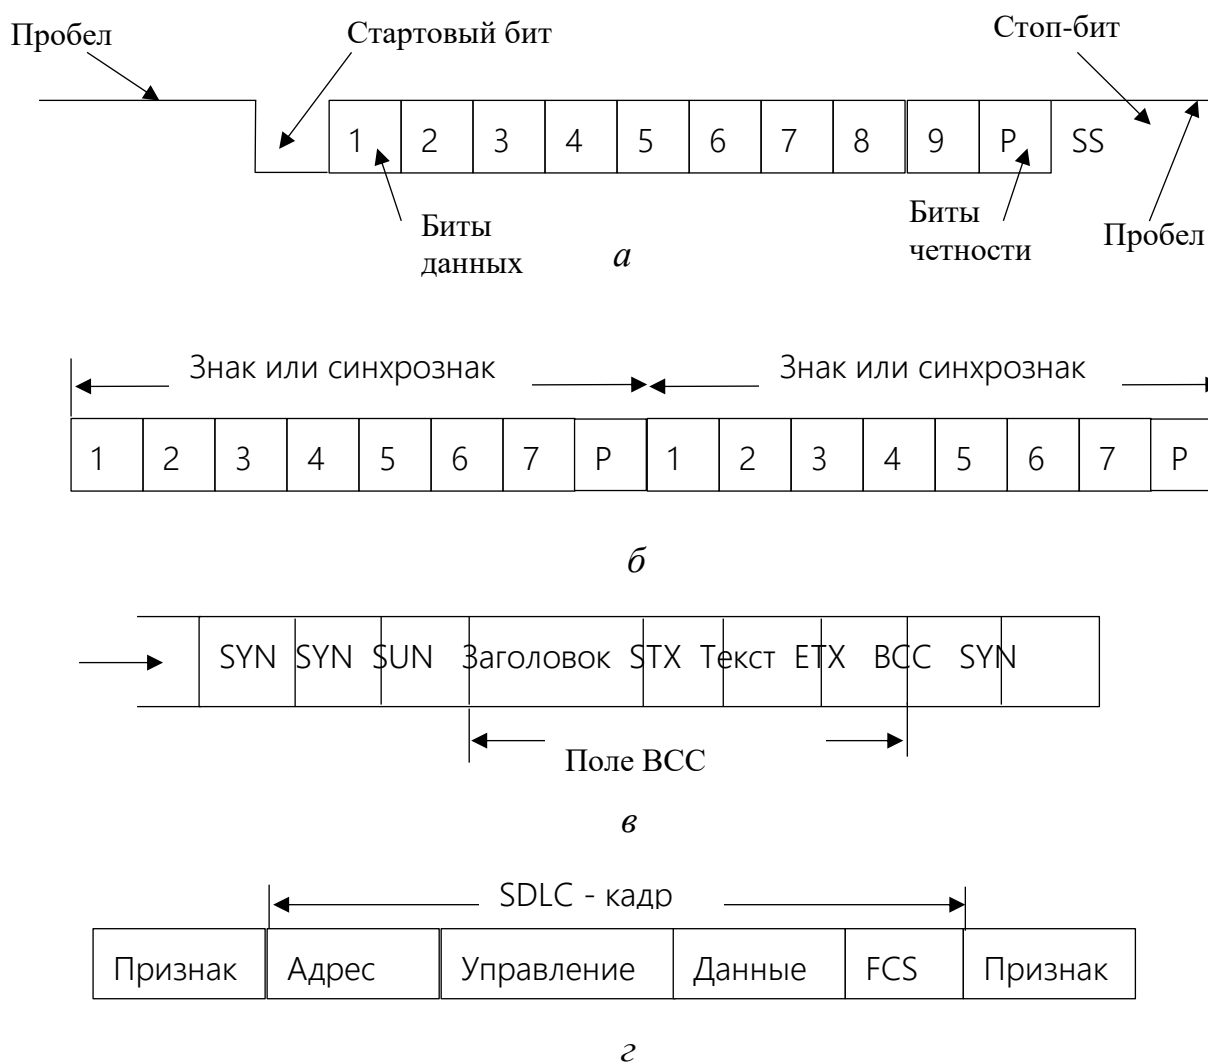 Пробел
Стартовый бит
Стоп-бит
1 2 3 4 5 6 7 8 9 P SS
Биты
данных
Биты
четности
Пробел
а
Знак или синхрознак Знак или синхрознак
1 2 3 4 5 6 7 P 1 2 3 4 5 6 7 P
б
SYN SYN SUN Заголовок STX Текст ETX BCC SYN
Поле BCC
в
SDLC - кадр
Признак Адрес Управление Данные FCS Признак
г